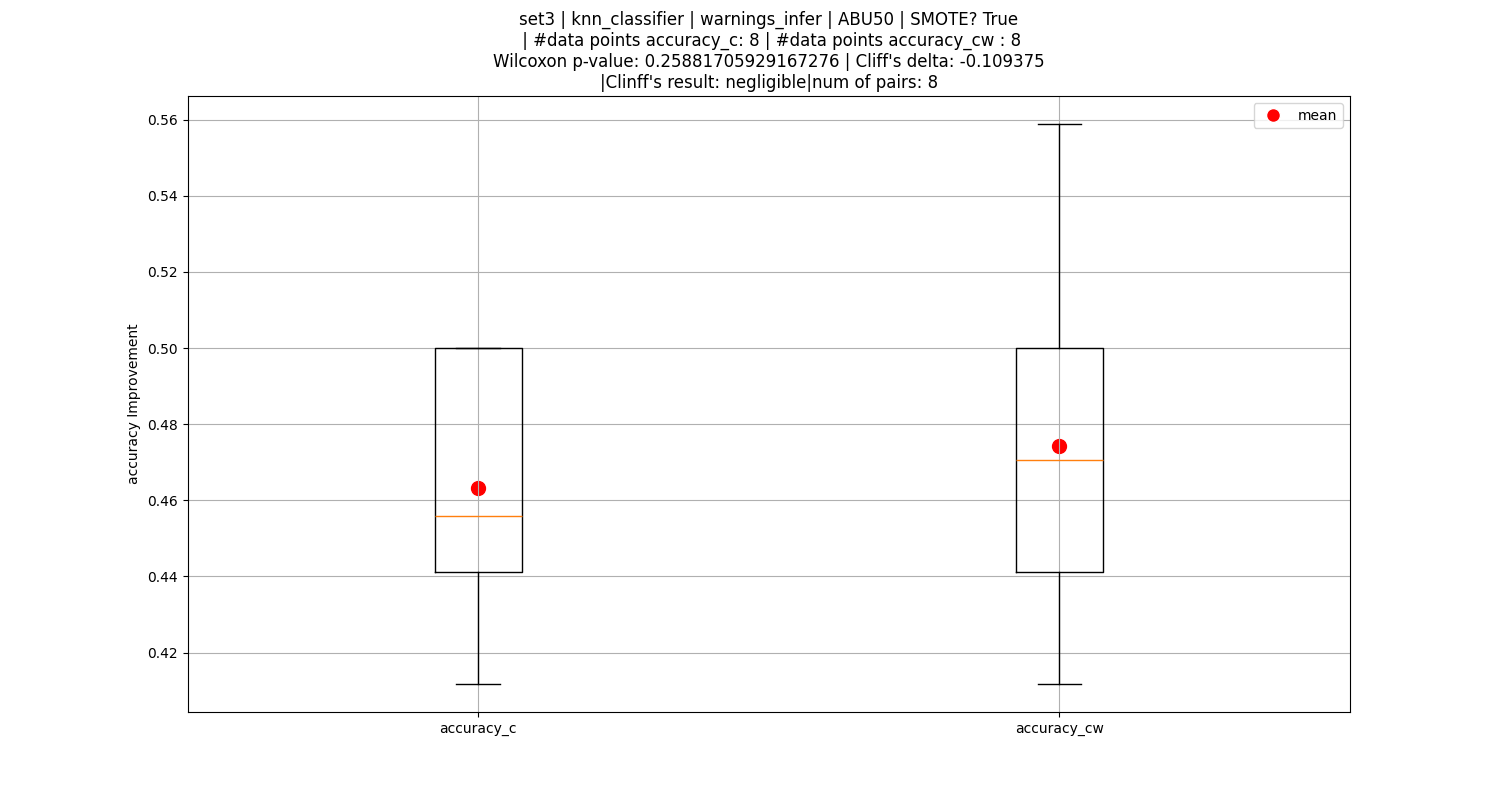 set3 | knn_classifier | warnings_infer | ABU50 | SMOTE? True
| #data points accuracy_c: 8 | #data points accuracy_cw : 8
Wilcoxon p-value: 0.25881705929167276 | Cliff's delta: -0.109375
|Clinff's result: negligible|num of pairs: 8
mean
0.56
0.54
0.52
0.50
0.48
0.46
0.44
0.42
accuracy Improvement
accuracy_c
accuracy_cw